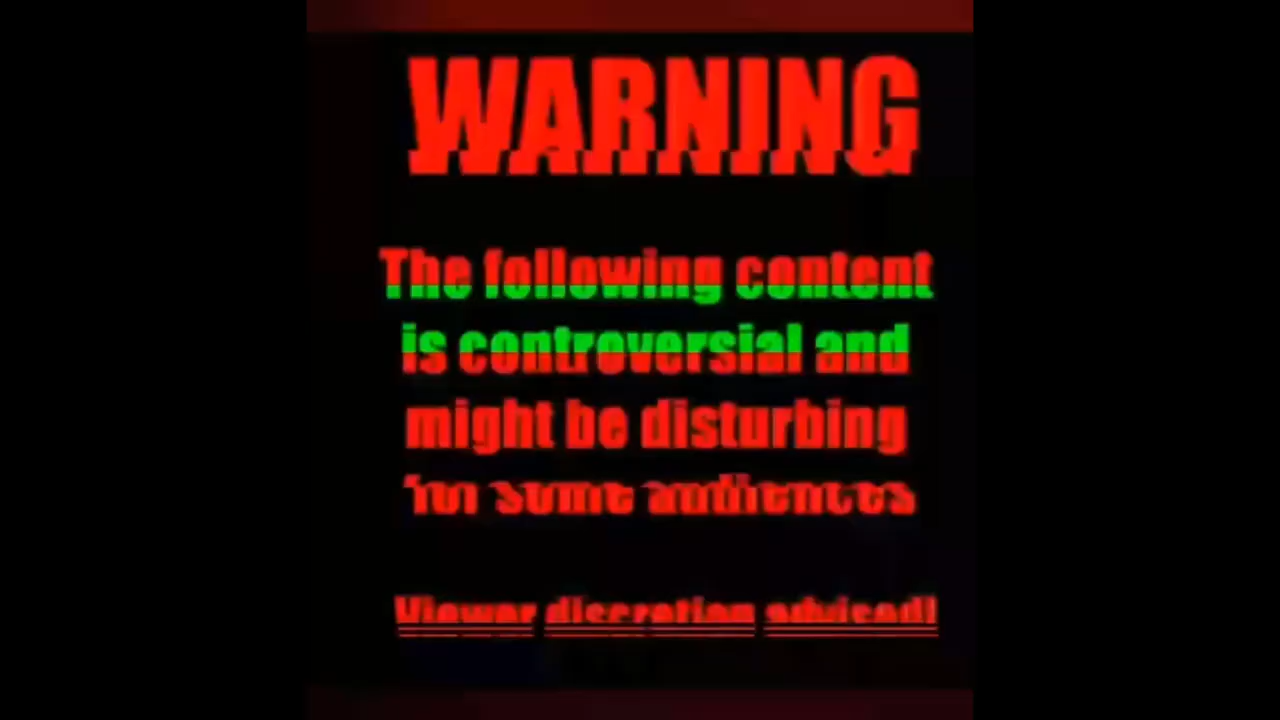 WARNING
The following content
is controversial and
might be disturbing
for some audiences
Viewer discretion advised!